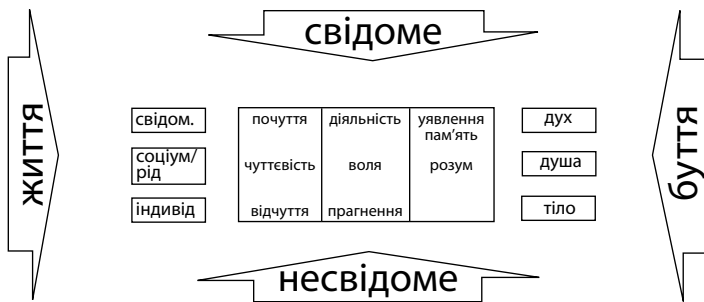 свідоме
життя
свідом.
соціум/
рід
індивід
почуття
діяльність
уявлення
пам'ять
чуттєвість
воля
розум
відчуття
прагнення
дух
душа
тіло
буття
несвідоме